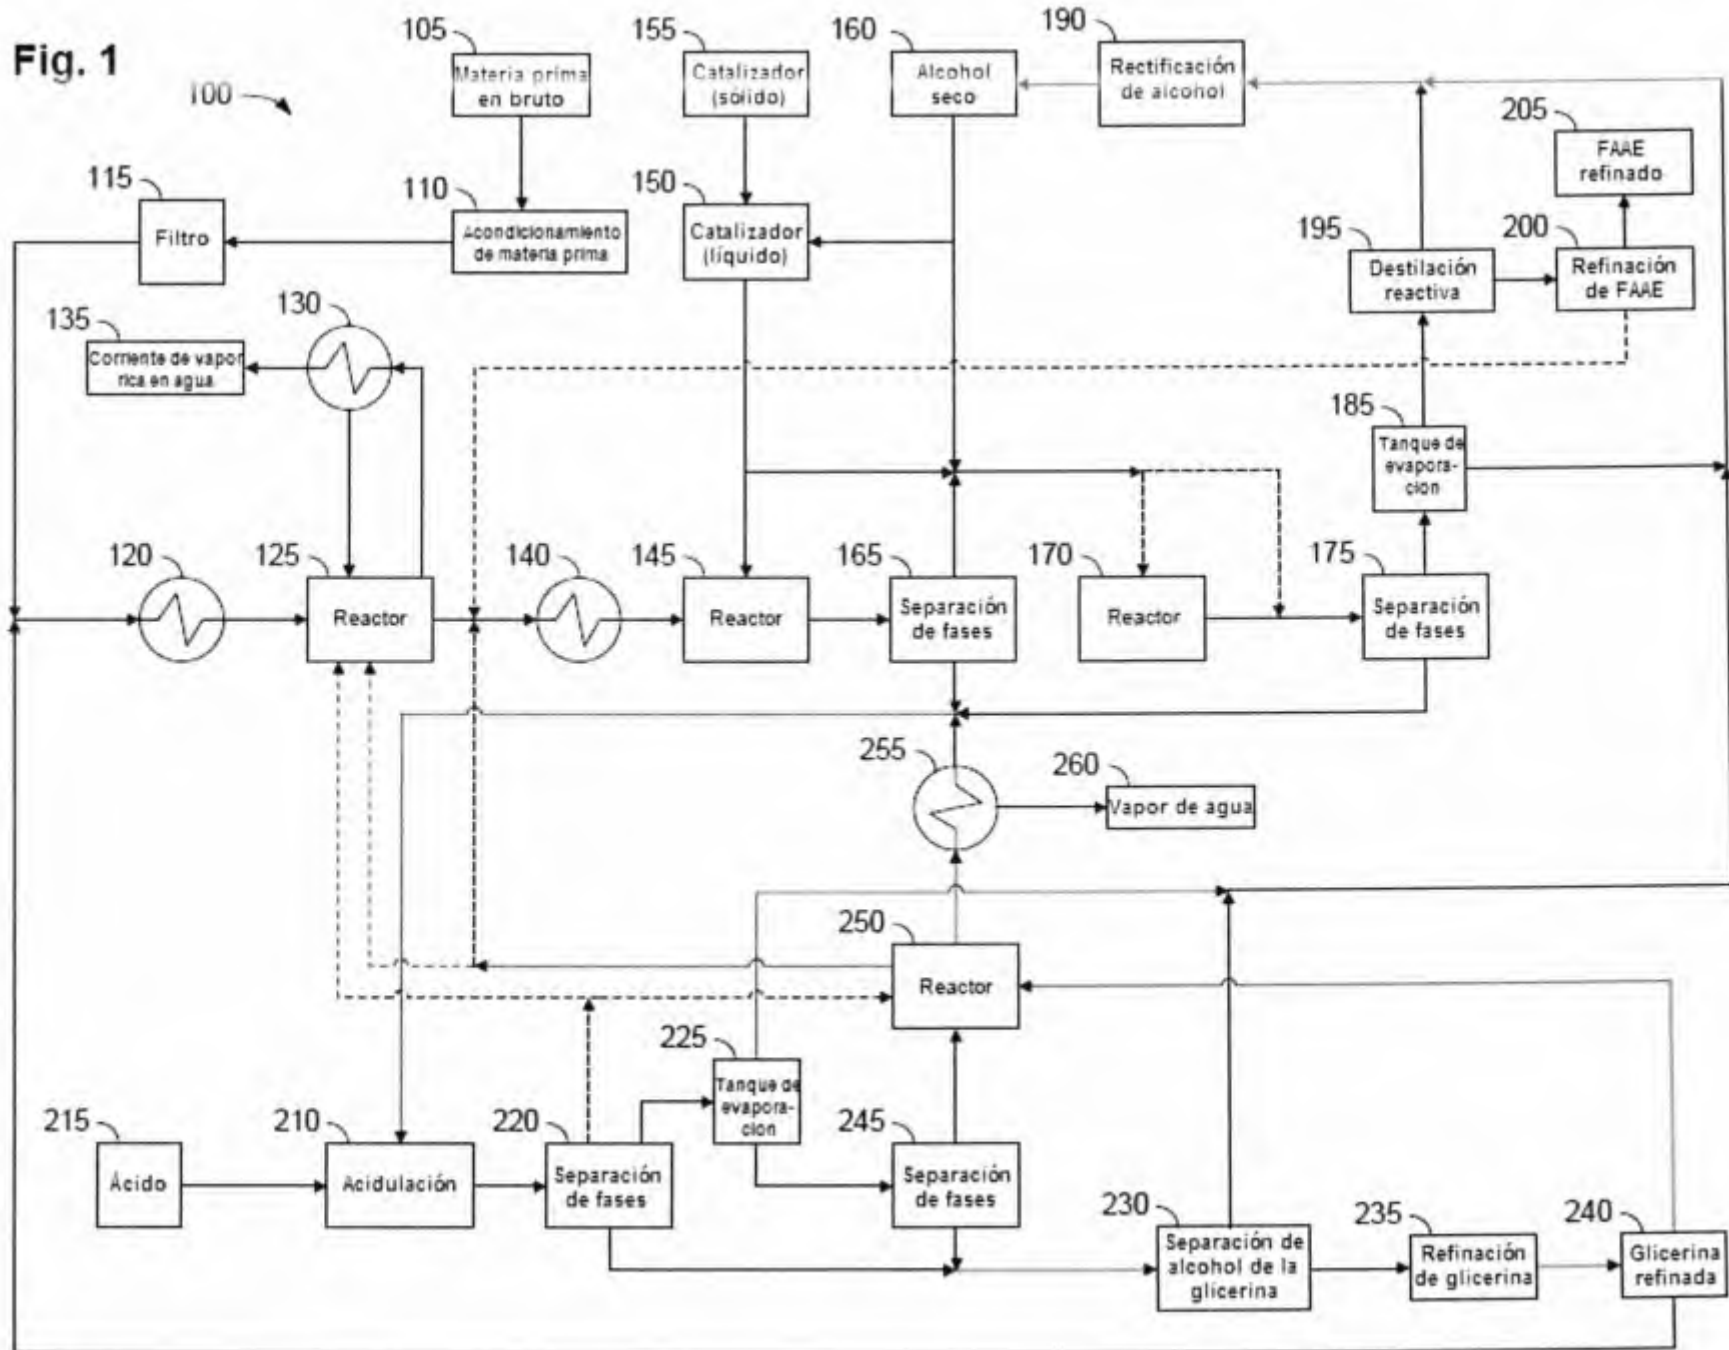 Fig. 1
100
105
Materia prima
en bruto
155
Catalizador
(sólido)
160
Alcohol
seco
190
Rectificación
de alcohol
205
FAAE
refinado
115
Filtro
110
Acondicionamiento
de materia prima
150
Catalizador
(líquido)
195
Destilación
reactiva
200
Refinación
de FAAE
135
Corriente de vapor
rica en agua
130
185
Tanque de
evapora-
cion
120
125
Reactor
140
145
Reactor
165
Separación
de fases
170
Reactor
175
Separación
de fases
255
260
Vapor de agua
250
Reactor
225
Tanque de
evapora-
cion
215
Ácido
210
Acidulación
220
Separación
de fases
245
Separación
de fases
230
Separación de
alcohol de la
glicerina
235
Refinación
de glicerina
240
Glicerina
refinada